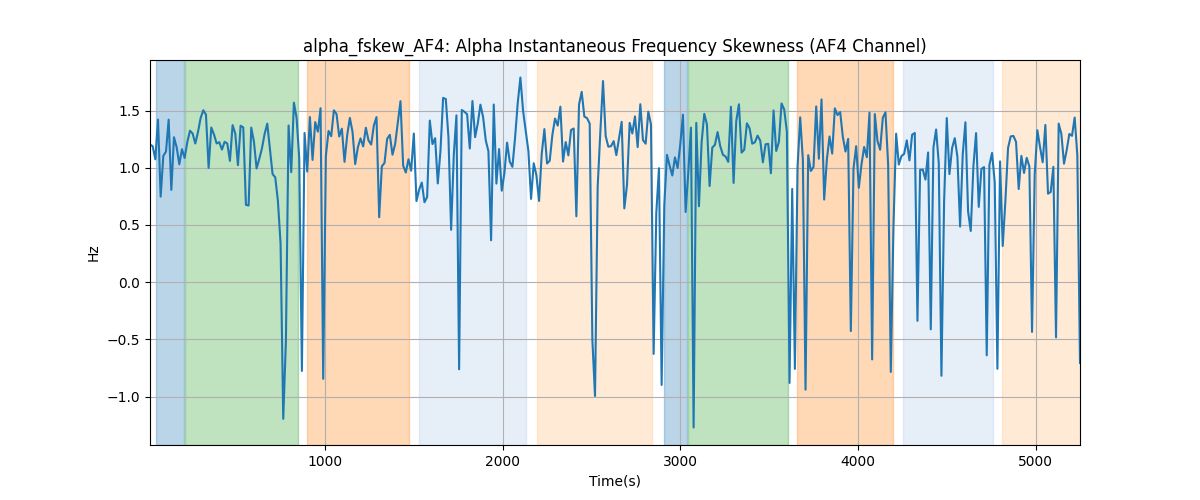 alpha_fskew_AF4: Alpha Instantaneous Frequency Skewness (AF4 Channel)
1.5
1.0
0.5
0.0
−0.5
−1.0
Hz
1000 2000 3000 4000 5000
Time(s)